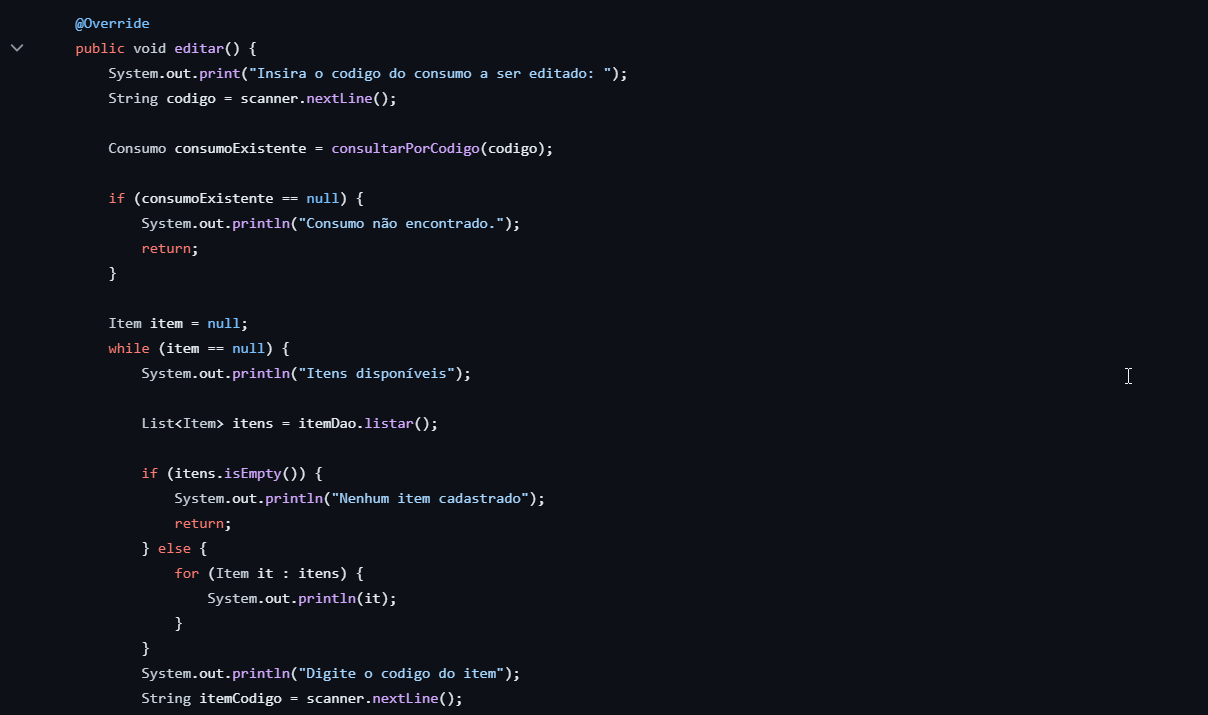 @Override
public void editar() {
System.out.print("Insira o codigo do consumo a ser editado: ");
String codigo = scanner.nextLine();
Consumo consumoExistente = consultarPorCodigo(codigo);
if (consumoExistente == null) {
System.out.println("Consumo não encontrado.");
return;
}
Item item = null;
while (item == null) {
System.out.println("Itens disponíveis");
List<Item> itens = itemDao.listar();
if (itens.isEmpty()) {
System.out.println("Nenhum item cadastrado");
return;
} else {
for (Item it : itens) {
System.out.println(it);
}
}
System.out.println("Digite o codigo do item");
String itemCodigo = scanner.nextLine();